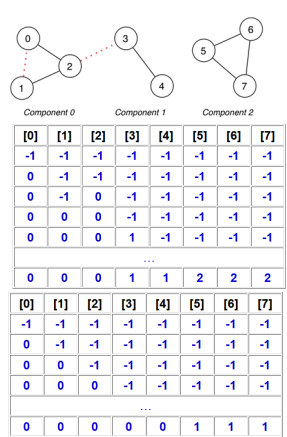 0 3 6
5
2
1 4 7
Component 0 Component 1 Component 2
[0] [1] [2] [3] [4] [5] [6] [7]
-1 -1 -1 -1 -1 -1 -1 -1
0 -1 -1 -1 -1 -1 -1 -1
0 -1 0 -1 -1 -1 -1 -1
0 0 0 -1 -1 -1 -1 -1
0 0 0 1 -1 -1 -1 -1
...
0 0 0 1 1 2 2 2
[0] [1] [2] [3] [4] [5] [6] [7]
-1 -1 -1 -1 -1 -1 -1 -1
0 -1 -1 -1 -1 -1 -1 -1
0 0 -1 -1 -1 -1 -1 -1
0 0 0 -1 -1 -1 -1 -1
...
0 0 0 0 0 1 1 1